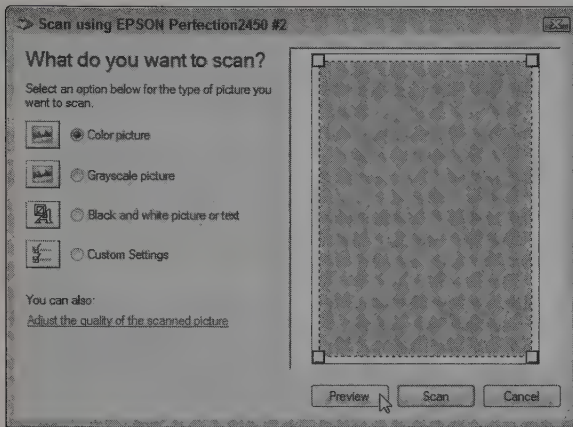 Scan using EPSON Perfection2450 #2
What do you want to scan?
Select an option below for the type of picture you
want to scan.
Color picture
Grayscale picture
Black and white picture or text
Custom Settings
You can also:
Adjust the quality of the scanned picture
Preview
Scan
Cancel